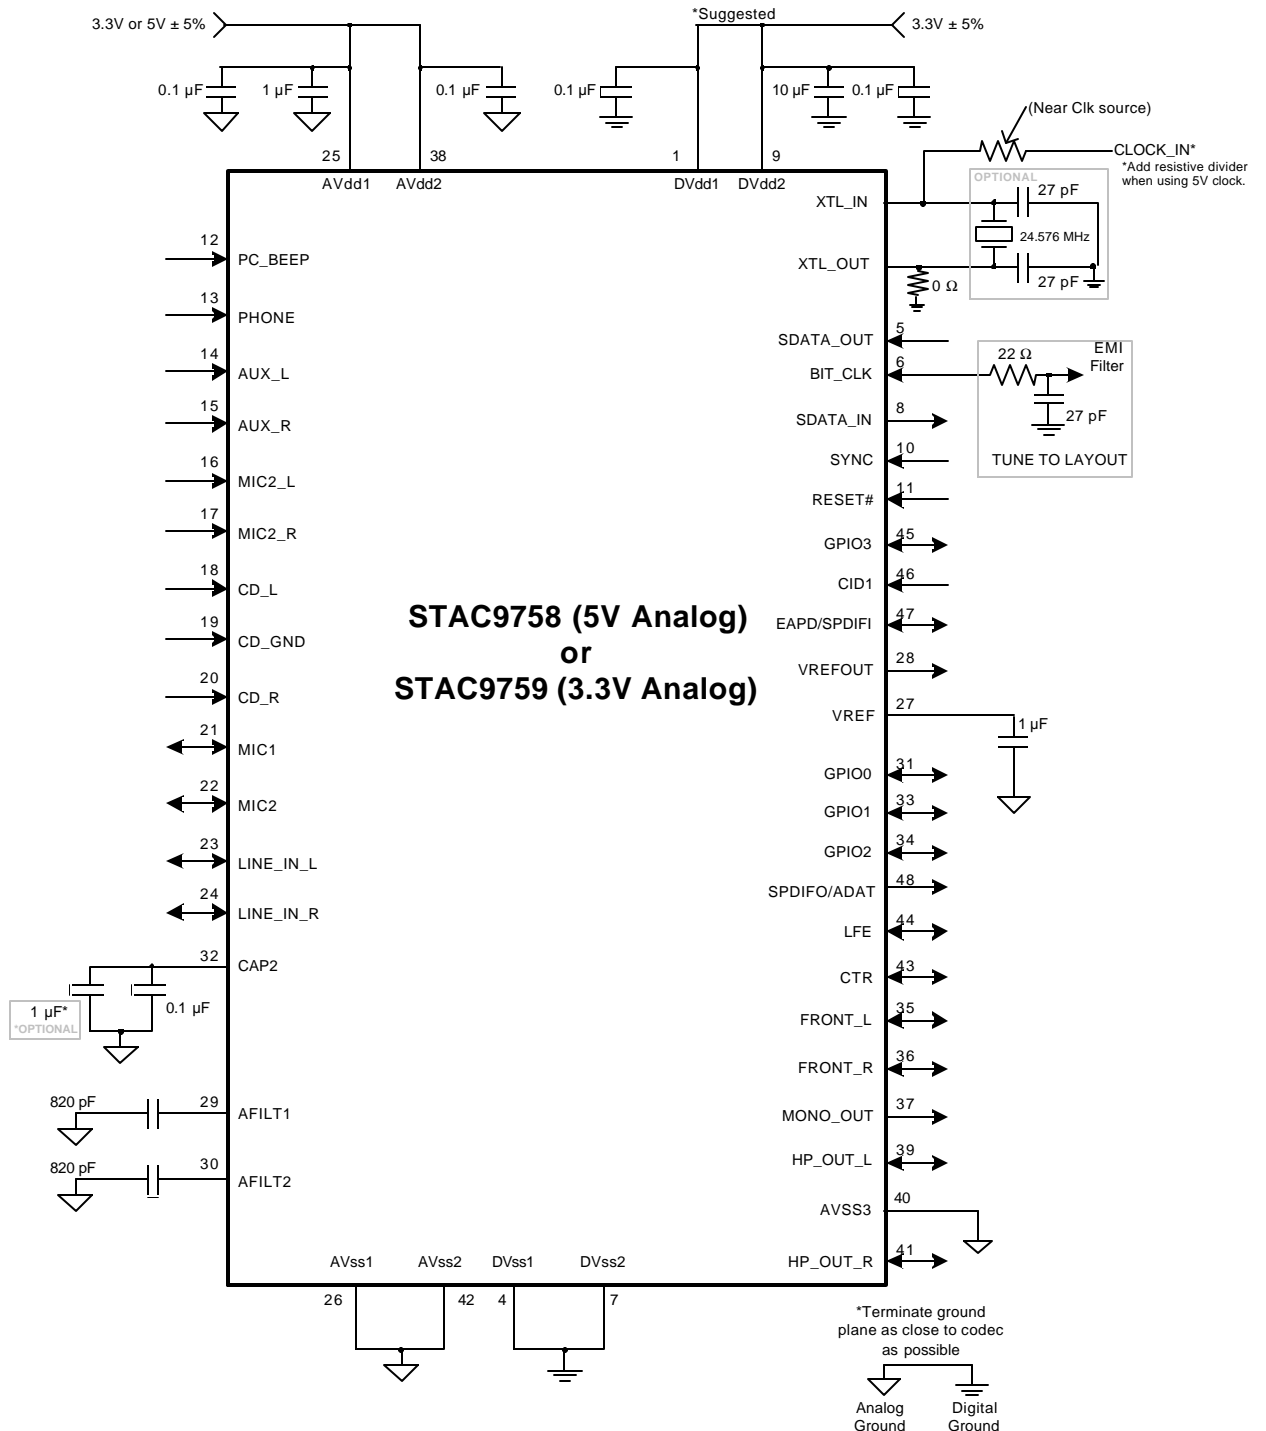 3.3V or 5V ± 5%
*Suggested
3.3V ± 5%
0.1 µF
1 µF
0.1 µF
0.1 µF
10 µF
0.1 µF
(Near Clk source)
CLOCK_IN*
*Add resistive divider
when using 5V clock.
25
38
1
9
AVdd1
AVdd2
DVdd1
DVdd2
OPTIONAL
XTL_IN
27 pF
24.576 MHz
XTL_OUT
27 pF
0 Ω
12
PC_BEEP
13
PHONE
14
AUX_L
15
AUX_R
16
MIC2_L
17
MIC2_R
18
CD_L
19
CD_GND
20
CD_R
21
MIC1
22
MIC2
23
LINE_IN_L
24
LINE_IN_R
32
CAP2
1 µF*
*OPTIONAL
0.1 µF
820 pF
29
AFILT1
820 pF
30
AFILT2
STAC9758 (5V Analog)
or
STAC9759 (3.3V Analog)
SDATA_OUT
5
BIT_CLK
6
22 Ω
EMI
Filter
27 pF
TUNE TO LAYOUT
SDATA_IN
8
SYNC
10
RESET#
11
GPIO3
45
CID1
46
EAPD/SPDIFI
47
VREFOUT
28
VREF
27
1 µF
GPIO0
31
GPIO1
33
GPIO2
34
SPDIFO/ADAT
48
LFE
44
CTR
43
FRONT_L
35
FRONT_R
36
MONO_OUT
37
HP_OUT_L
39
AVSS3
40
HP_OUT_R
41
AVss1
AVss2
DVss1
DVss2
26
42
4
7
*Terminate ground
plane as close to codec
as possible
Analog
Ground
Digital
Ground